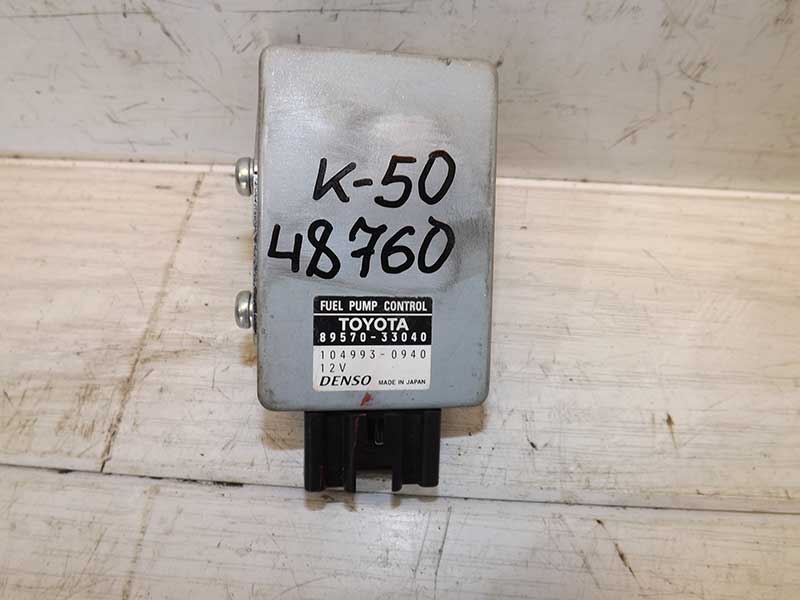 K-50
48760
FUEL PUMP CONTROL
TOYOTA
89570-33040
104993-0940
12V
DENSO MADE IN JAPAN